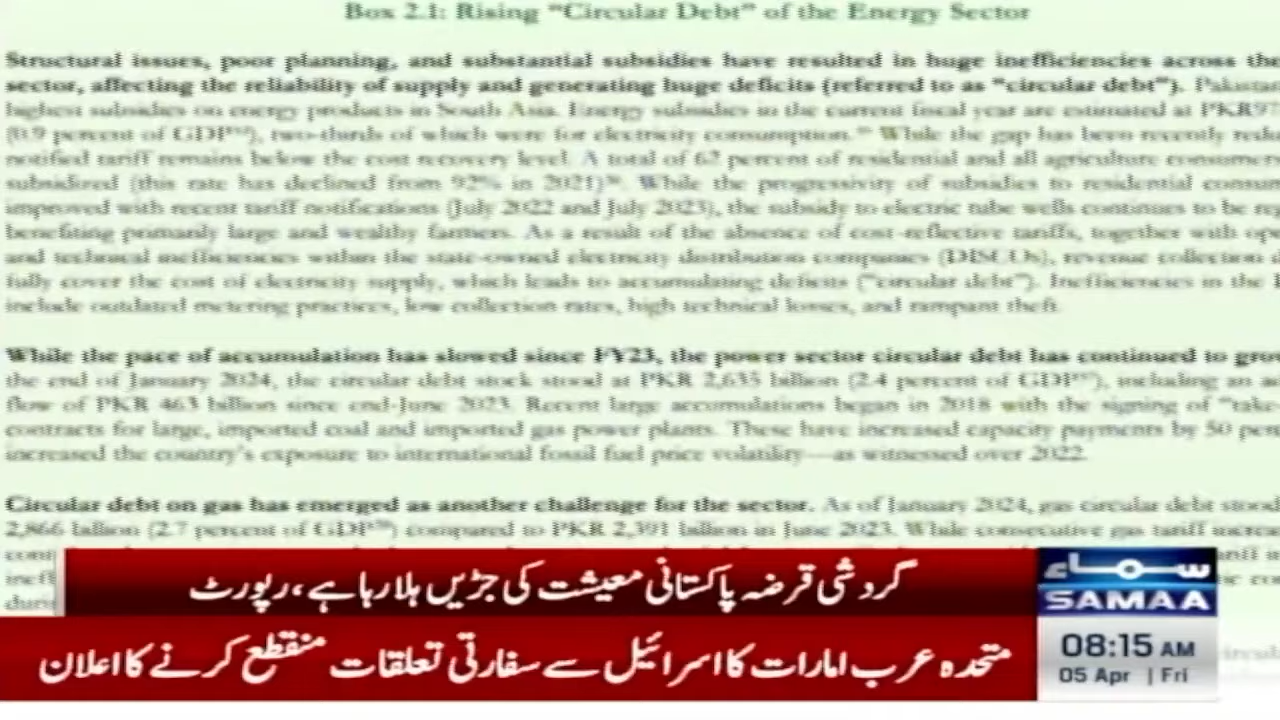 Box 2.1: Rising "Circular Debt" of the Energy Sector
Structural issues, poor planning, and substantial subsidies have resulted in huge inefficiencies across the
sector, affecting the reliability of supply and generating huge deficits (referred to as "circular debt"). Pakistan
highest subsidies on energy products in South Asia. Energy subsidies in the current fiscal year are estimated at
(0.9 percent of GDP), two-thirds of which were for electricity consumption. While the gap has been recently
notified tariff remains below the cost recovery level. A total of 62 percent of residential and all agriculture consumers
subsidized (this rate has declined from 92% in 2021). While the progressivity of subsidies to residential
improved with recent tariff notifications (July 2022 and July 2023), the subsidy to electric tube wells continues to be
benefiting primarily large and wealthy farmers. As a result of the absence of cost-reflective tariffs, together with
and technical inefficiencies within the state-owned electricity distribution companies (DISCOs), revenue collection
fully cover the cost of electricity supply, which leads to accumulating deficits ("circular debt"). Inefficiencies in the
include outdated metering practices, low collection rates, high technical losses, and rampant theft.
While the pace of accumulation has slowed since FY23, the power sector circular debt has continued to
the end of January 2024, the circular debt stock stood at PKR 2,635 billion (2.4 percent of GDP), including an
flow of PKR 463 billion since end-June 2023. Recent large accumulations began in 2018 with the signing of "take-
contracts for large, imported coal and imported gas power plants. These have increased capacity payments by 50
increased the country's exposure to international fossil fuel price volatility—as witnessed over 2022.
Circular debt on gas has emerged as another challenge for the sector. As of January 2024, gas circular debt stood
2,866 billion (2.7 percent of GDP) compared to PKR 2,391 billion in June 2023. While consecutive gas tariff
گردشی قرضہ پاکستانی معیشت کی جڑیں ہلا رہا ہے، رپورٹ
سماء
SAMAA
متحدہ عرب امارات کا اسرائیل سے سفارتی تعلقات منقطع کرنے کا اعلان
08:15 AM
05 Apr | Fri